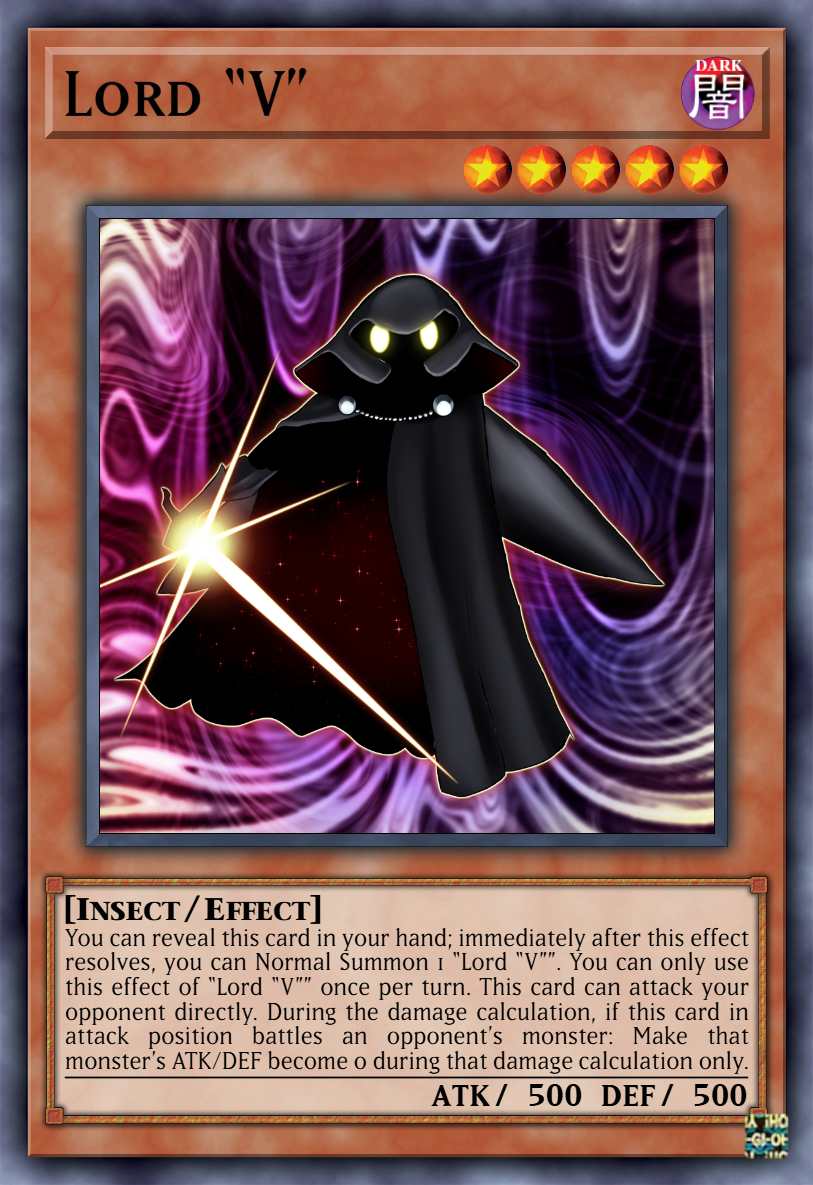 Lord “V”
DARK
闇
[Insect / Effect]
You can reveal this card in your hand; immediately after this effect
resolves, you can Normal Summon 1 “Lord “V””. You can only use
this effect of “Lord “V”” once per turn. This card can attack your
opponent directly. During the damage calculation, if this card in
attack position battles an opponent’s monster: Make that
monster’s ATK/DEF become 0 during that damage calculation only.
ATK / 500 DEF / 500